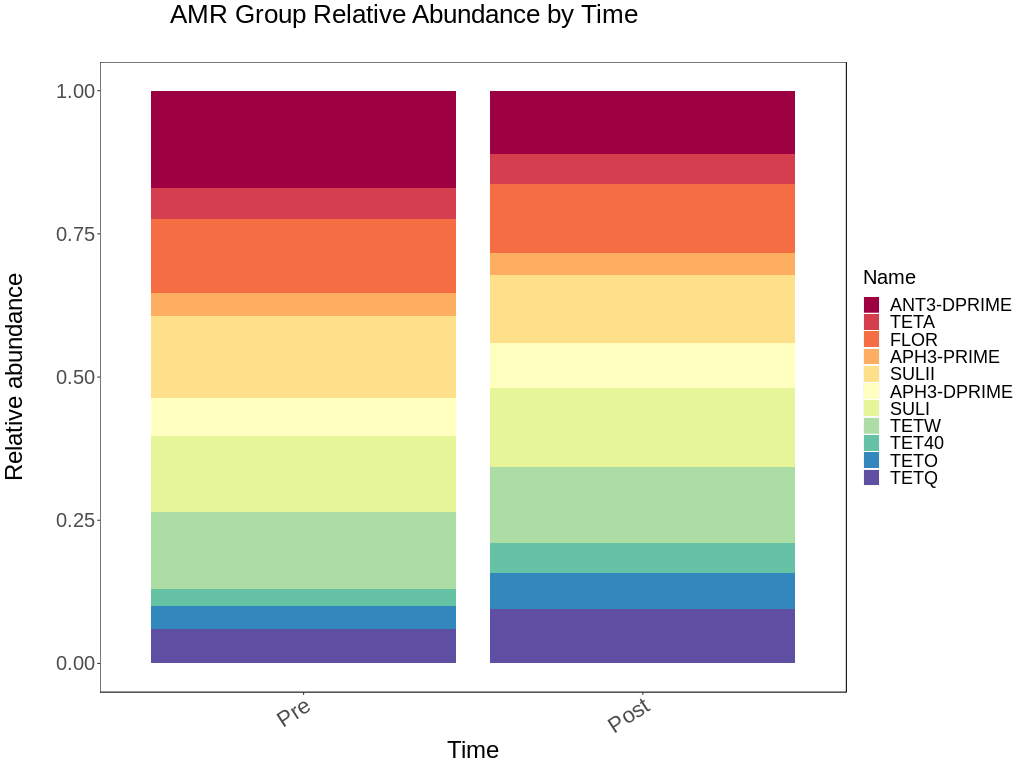 AMR Group Relative Abundance by Time
Relative abundance
1.00
0.75
0.50
0.25
0.00
Pre
Post
Time
Name
ANT3-DPRIME
TETA
FLOR
APH3-PRIME
SULII
APH3-DPRIME
SULI
TETW
TET40
TETO
TETQ